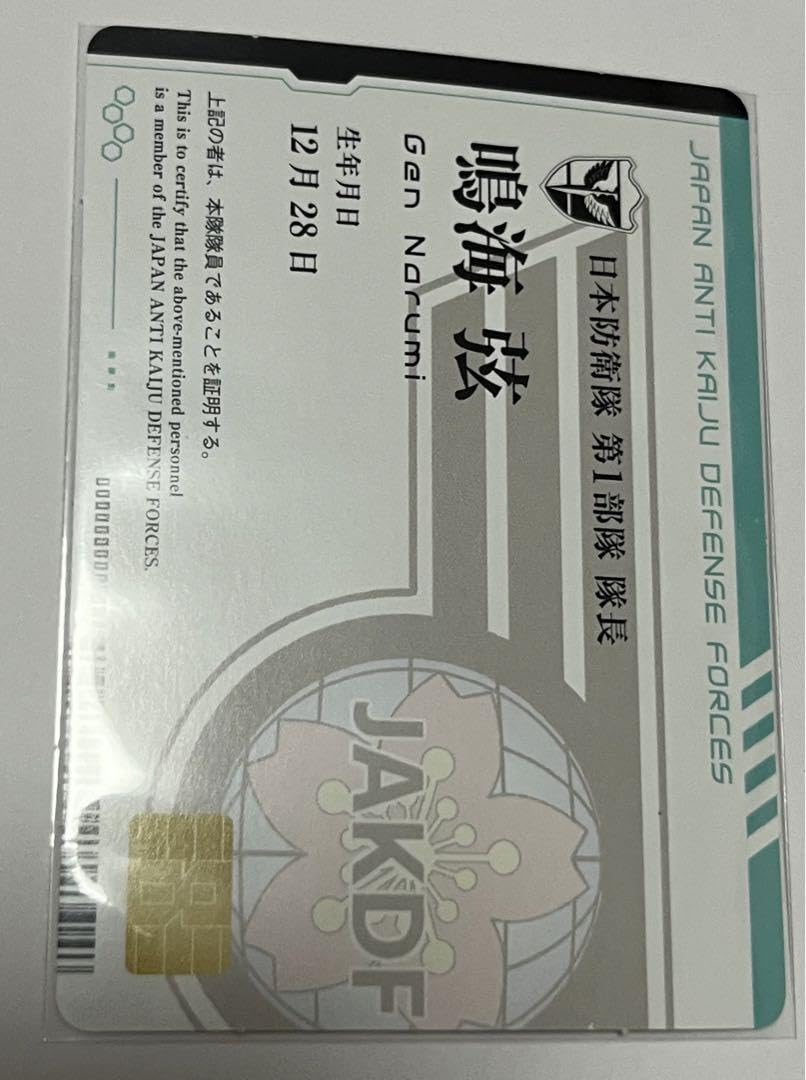 JAPAN ANTI KAIJU DEFENSE FORCES
日本防衛隊 第1部隊 隊長
鳴海 弦
Gen Narumi
生年月日
12月28日
上記の者は、本隊隊員であることを証明する。
This is to certify that the above-mentioned personnel
is a member of the JAPAN ANTI KAIJU DEFENSE FORCES.
JAKDF